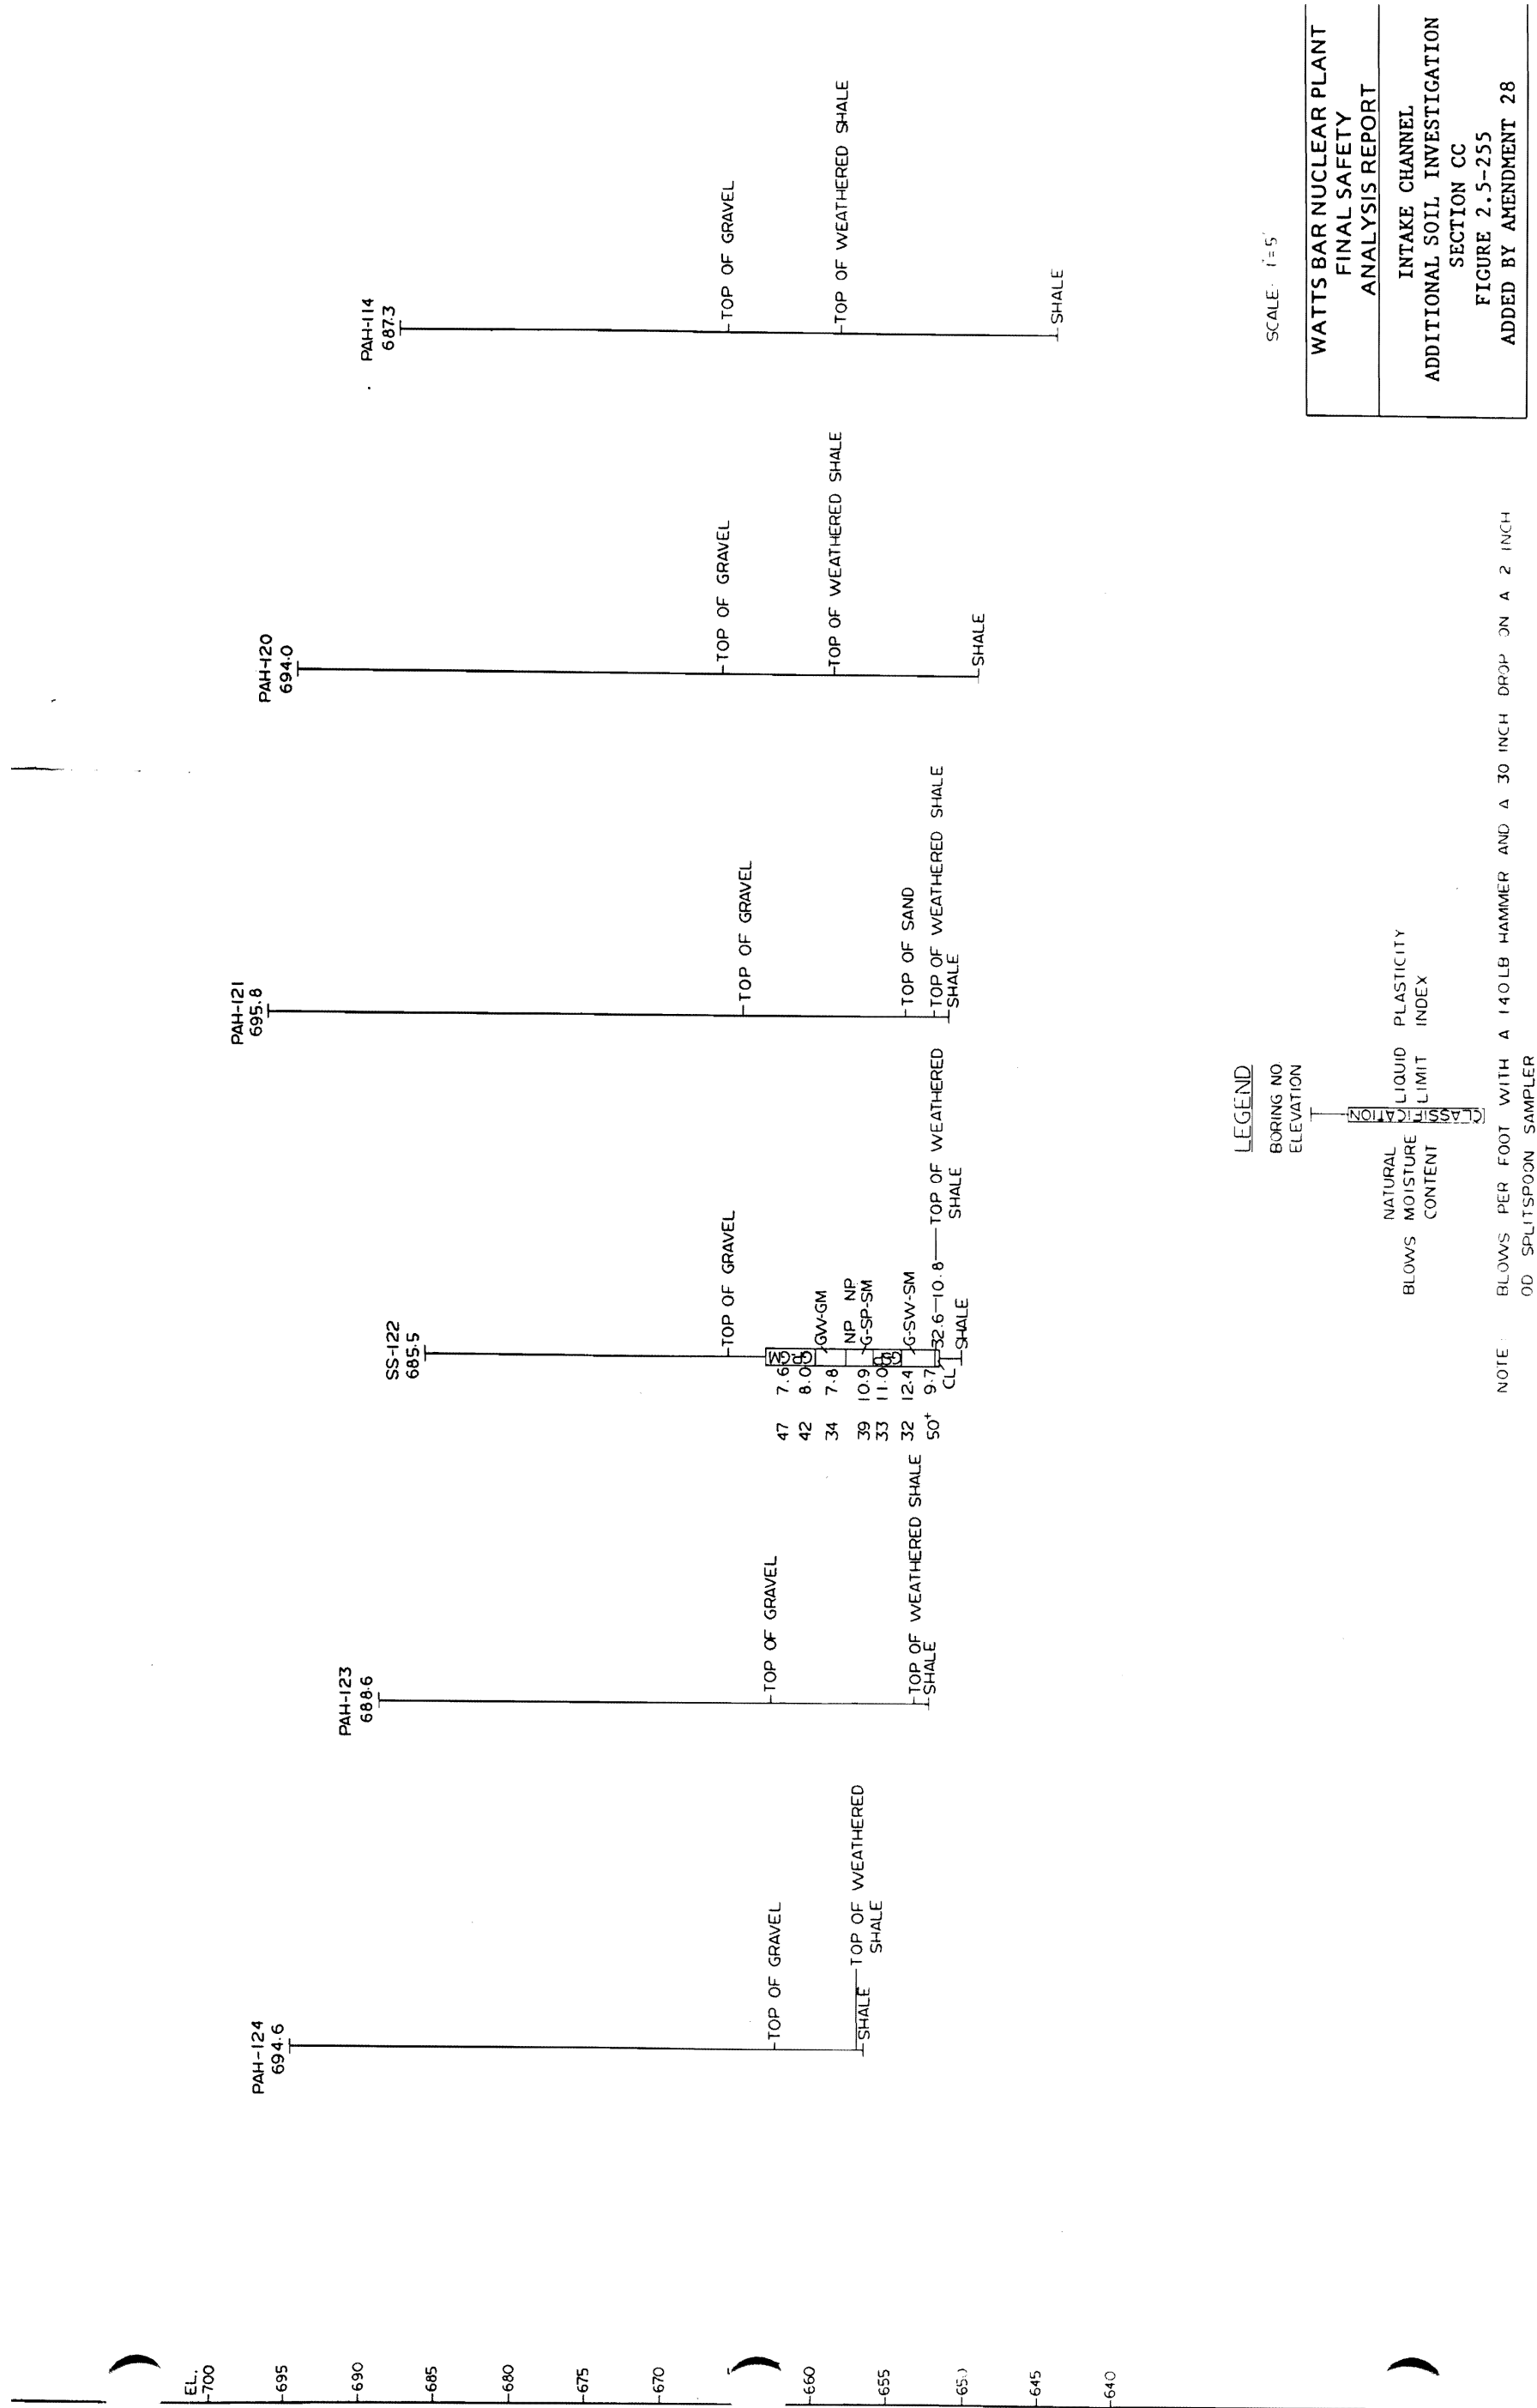 EL.
700
695
690
685
680
675
670
660
655
650
645
640
PAH-124
694.6
TOP OF GRAVEL
TOP OF WEATHERED
SHALE
SHALE
PAH-123
688.6
TOP OF GRAVEL
TOP OF WEATHERED SHALE
SHALE
SS-122
685.5
TOP OF GRAVEL
47 7.6 GM
42 8.0 GP
34 7.8 GW-GM
NP NP
39 10.9 G-SP-SM
33 11.0
32 12.4 G-SW-SM
50+ 9.7 32.6-10.8 TOP OF WEATHERED
SHALE
CL
SHALE
PAH-121
695.8
TOP OF GRAVEL
TOP OF SAND
TOP OF WEATHERED SHALE
SHALE
PAH-120
694.0
TOP OF GRAVEL
TOP OF WEATHERED SHALE
SHALE
PAH-114
687.3
TOP OF GRAVEL
TOP OF WEATHERED SHALE
SHALE
LEGEND
BORING NO.
ELEVATION
CLASSIFICATION
BLOWS
NATURAL
MOISTURE
CONTENT
LIQUID
LIMIT
PLASTICITY
INDEX
NOTE: BLOWS PER FOOT WITH A 140 LB HAMMER AND A 30 INCH DROP ON A 2 INCH
OD SPLITSPOON SAMPLER
SCALE: 1"=5'
WATTS BAR NUCLEAR PLANT
FINAL SAFETY
ANALYSIS REPORT
INTAKE CHANNEL
ADDITIONAL SOIL INVESTIGATION
SECTION CC
FIGURE 2.5-255
ADDED BY AMENDMENT 28